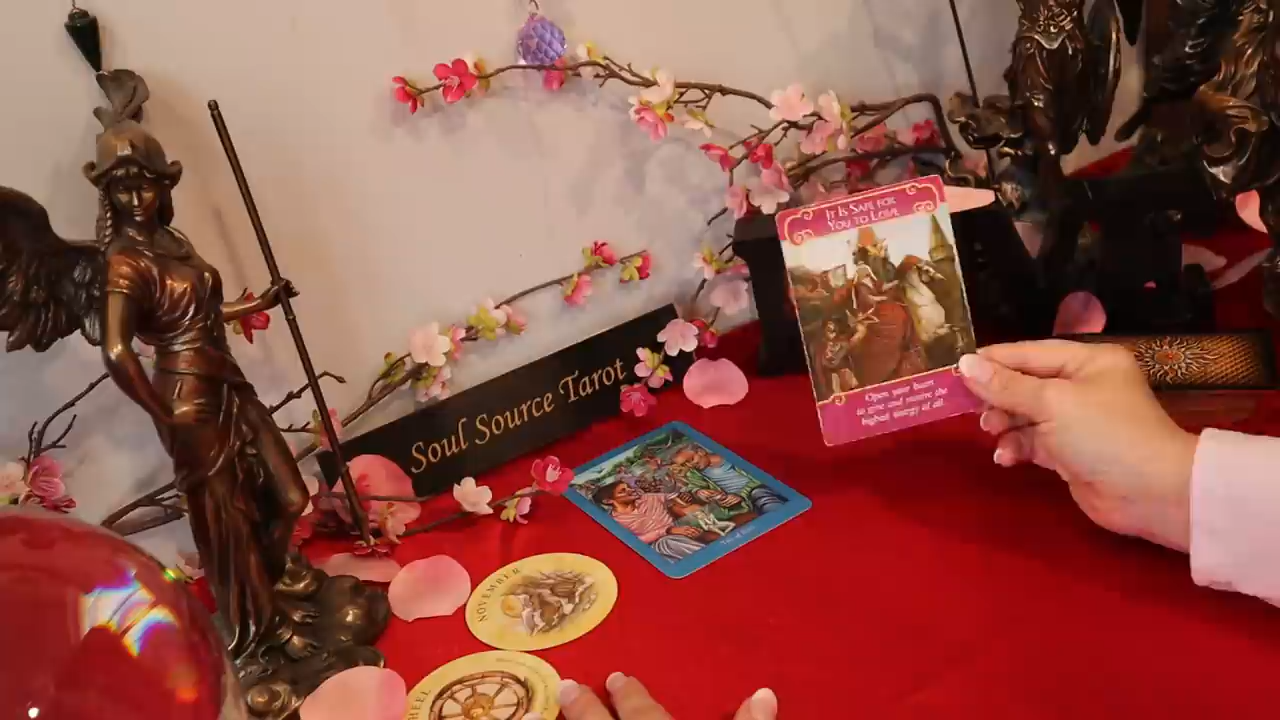 It Is Safe for
You to Love
Open your heart
to give and receive the
highest energy of all.
Soul Source Tarot
NOVEMBER